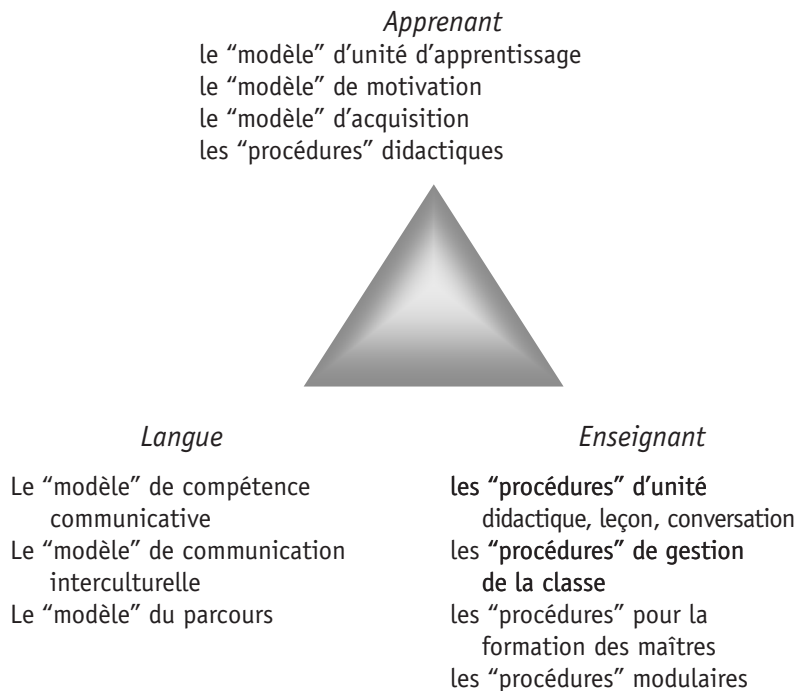 Apprenant
le “modèle” d’unité d’apprentissage
le “modèle” de motivation
le “modèle” d’acquisition
les “procédures” didactiques
Langue
Le “modèle” de compétence
communicative
Le “modèle” de communication
interculturelle
Le “modèle” du parcours
Enseignant
les “procédures” d’unité
didactique, leçon, conversation
les “procédures” de gestion
de la classe
les “procédures” pour la
formation des maîtres
les “procédures” modulaires